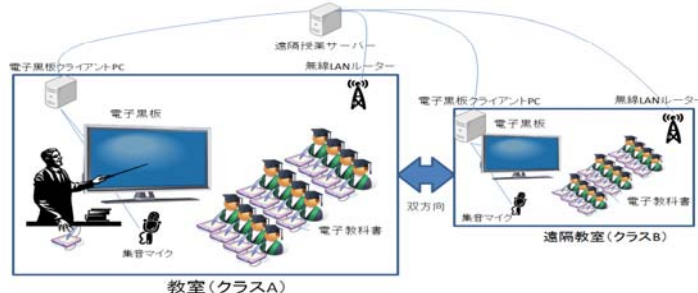 遠隔授業サーバー
電子黒板クライアントPC
無線LANルーター
電子黒板
集音マイク
電子教科書
教室（クラスA）
双方向
電子黒板クライアントPC
無線LANルーター
電子黒板
集音マイク
電子教科書
遠隔教室（クラスB）